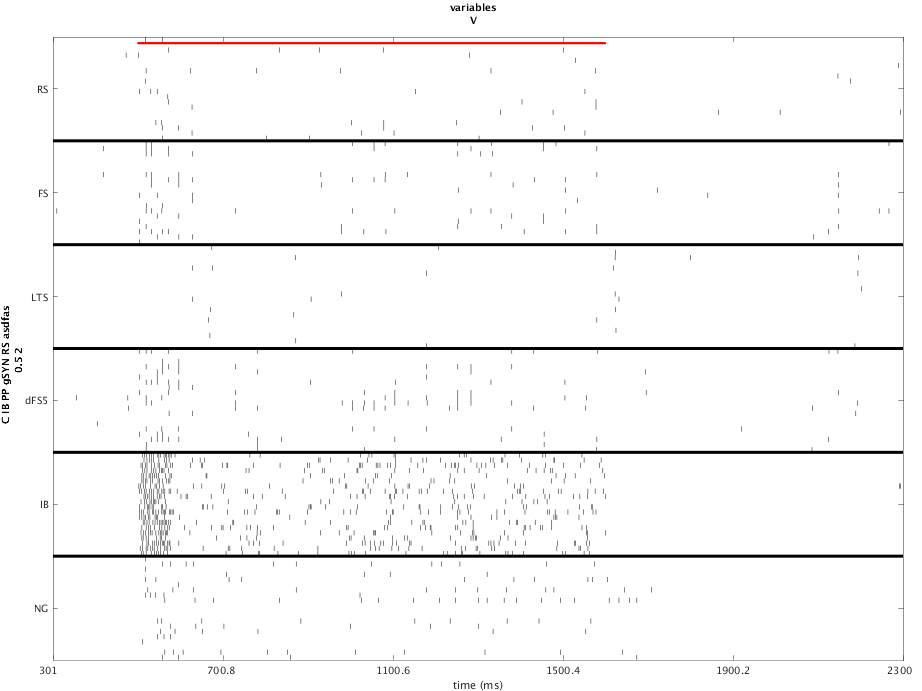 variables
V
C IB PP gSYN RS asdfas
0.5 2
RS
FS
LTS
dFS5
IB
NG
301
700.8
1100.6
1500.4
1900.2
2300
time (ms)